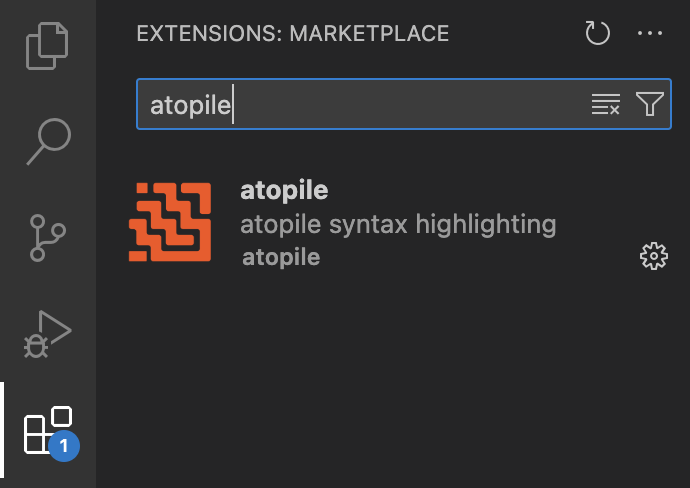 EXTENSIONS: MARKETPLACE
atopile
atopile
atopile syntax highlighting
atopile
1